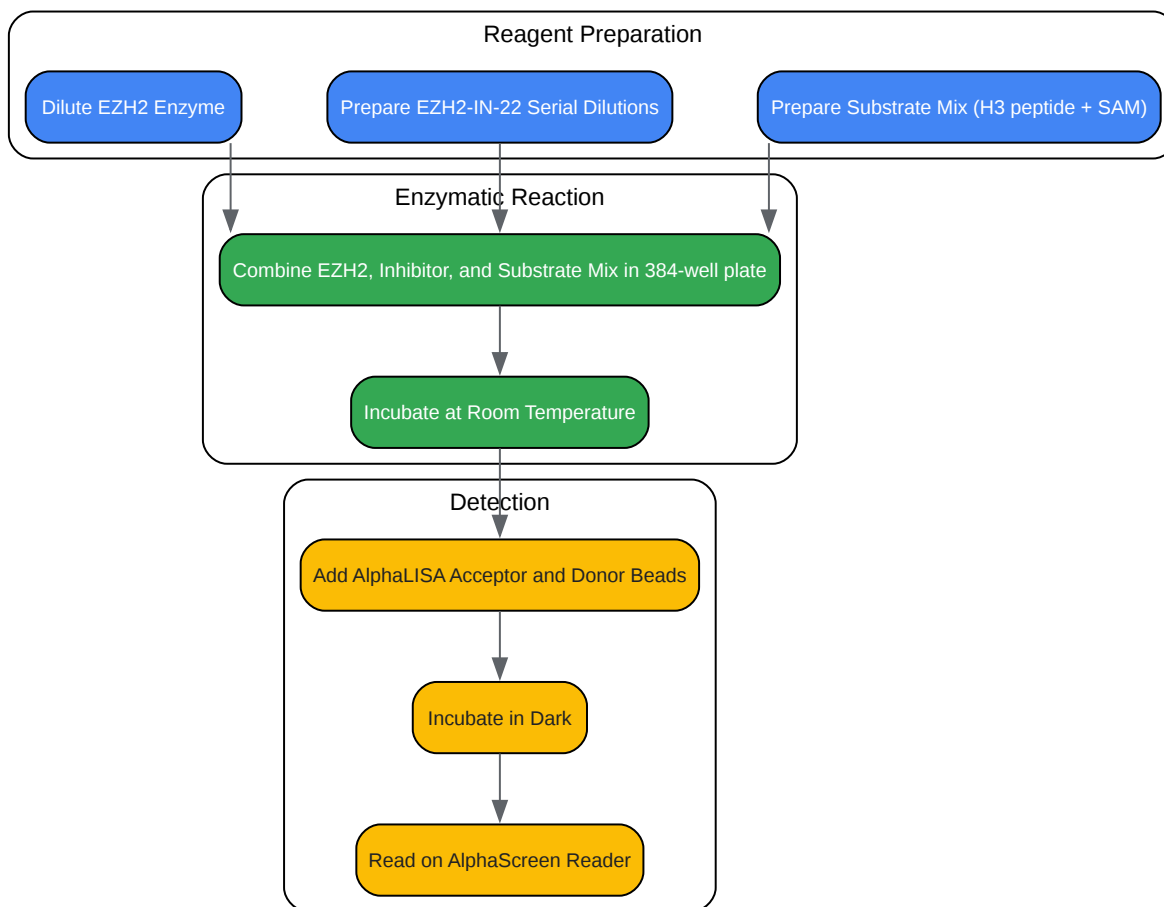 Reagent Preparation
Dilute EZH2 Enzyme
Prepare EZH2-IN-22 Serial Dilutions
Prepare Substrate Mix (H3 peptide + SAM)
Enzymatic Reaction
Combine EZH2, Inhibitor, and Substrate Mix in 384-well plate
Incubate at Room Temperature
Detection
Add AlphaLISA Acceptor and Donor Beads
Incubate in Dark
Read on AlphaScreen Reader